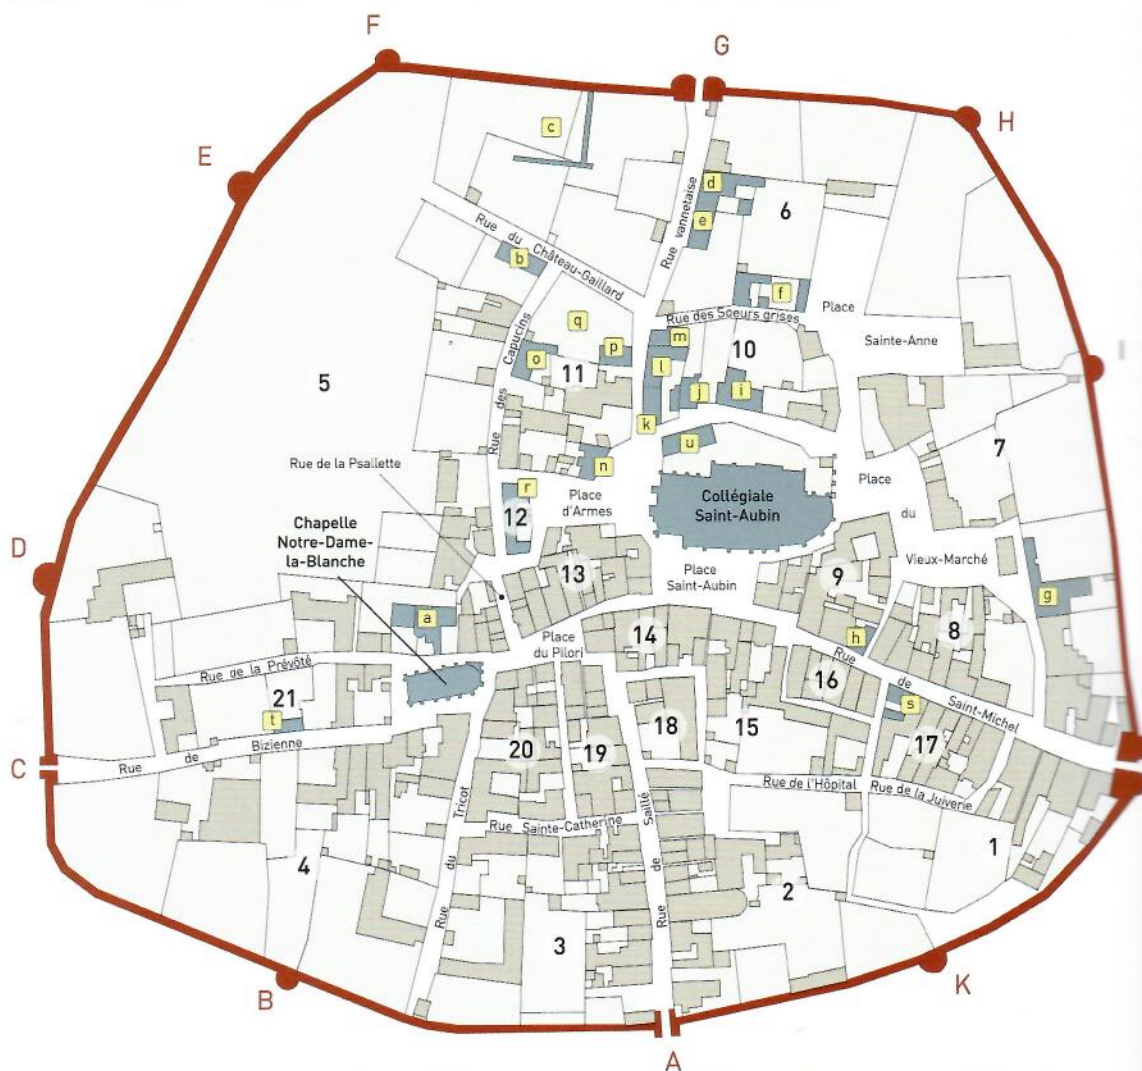 F
G
H
E
c
d
6
e
Rue vannetaise
Rue du Château-Gaillard
b
f
Place
Sainte-Anne
Rue des Soeurs grises
q
m
10
Rue des Capucins
o
p
l
11
j
i
5
k
u
7
Rue de la Psallette
n
r
Place
d'Armes
Collégiale
Saint-Aubin
Place
du
Vieux-Marché
12
Chapelle
Notre-Dame-
la-Blanche
D
13
Place
Saint-Aubin
9
g
a
Place
du Pilori
14
h
8
Rue de la Prévôté
16
Rue de Saint-Michel
21
s
t
18
15
17
Rue de Bizienne
20
19
C
Rue de l'Hôpital
Rue de la Juiverie
Rue du Tricot
Rue Sainte-Catherine
Rue de Saillé
1
4
2
3
B
K
A